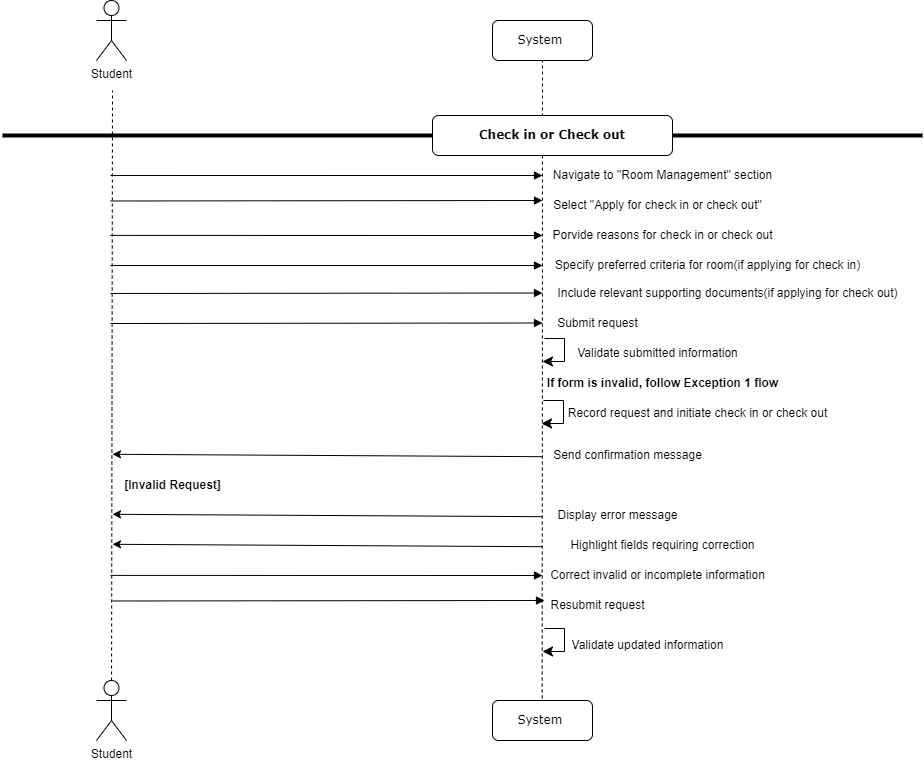 Student
System
Check in or Check out
Navigate to "Room Management" section
Select "Apply for check in or check out"
Porvide reasons for check in or check out
Specify preferred criteria for room(if applying for check in)
Include relevant supporting documents(if applying for check out)
Submit request
Validate submitted information
If form is invalid, follow Exception 1 flow
Record request and initiate check in or check out
Send confirmation message
[Invalid Request]
Display error message
Highlight fields requiring correction
Correct invalid or incomplete information
Resubmit request
Validate updated information
System
Student